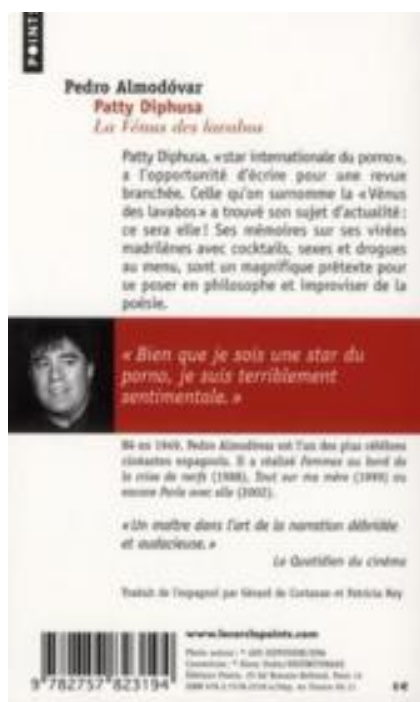 POINTS
Pedro Almodóvar
Patty Diphusa
La Vénus des lavabos
Patty Diphusa, «star internationale du porno»,
a l'opportunité d'écrire pour une revue
branchée. Celle qu'on surnomme la «Vénus
des lavabos» a trouvé son sujet d'actualité:
ce sera elle! Ses mémoires sur ses virées
madrilènes avec cocktails, sexes et drogues
au menu, sont un magnifique prétexte pour
se poser en philosophe et improviser de la
poésie.
«Bien que je sois une star du
porno, je suis terriblement
sentimentale.»
Né en 1949, Pedro Almodóvar est l'un des plus célèbres
cinéastes espagnols. Il a réalisé Femmes au bord de
la crise de nerfs (1988), Tout sur ma mère (1999) ou
encore Parle avec elle (2002).
«Un maître dans l'art de la narration débridée
et audacieuse.»
Le Quotidien du cinéma
Traduit de l'espagnol par Gérard de Cortanze et Patricia Rey
www.lecerclepoints.com
9 782757 823194